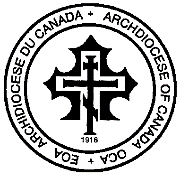 ARCHIDIOCESE DU CANADA + ARCHDIOCESE OF CANADA OCA + EOA
1916